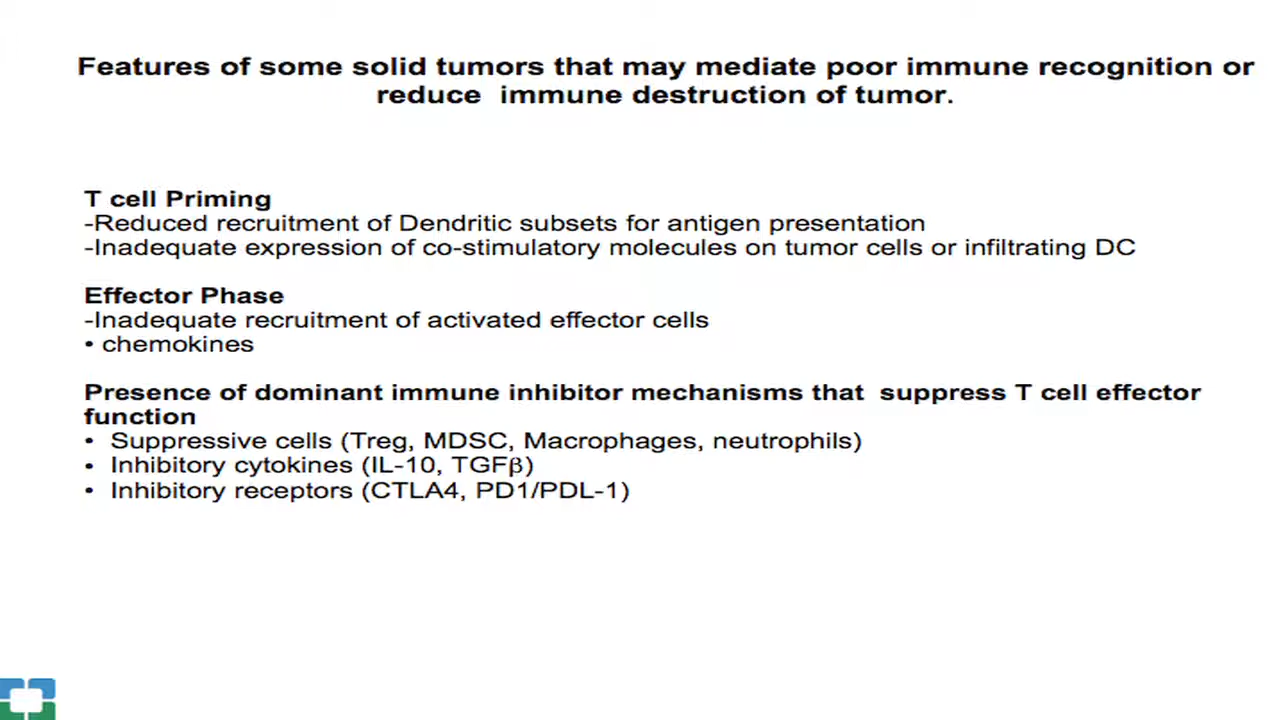 Features of some solid tumors that may mediate poor immune recognition or
reduce immune destruction of tumor.
T cell Priming
-Reduced recruitment of Dendritic subsets for antigen presentation
-Inadequate expression of co-stimulatory molecules on tumor cells or infiltrating DC
Effector Phase
-Inadequate recruitment of activated effector cells
• chemokines
Presence of dominant immune inhibitor mechanisms that suppress T cell effector
function
• Suppressive cells (Treg, MDSC, Macrophages, neutrophils)
• Inhibitory cytokines (IL-10, TGFβ)
• Inhibitory receptors (CTLA4, PD1/PDL-1)